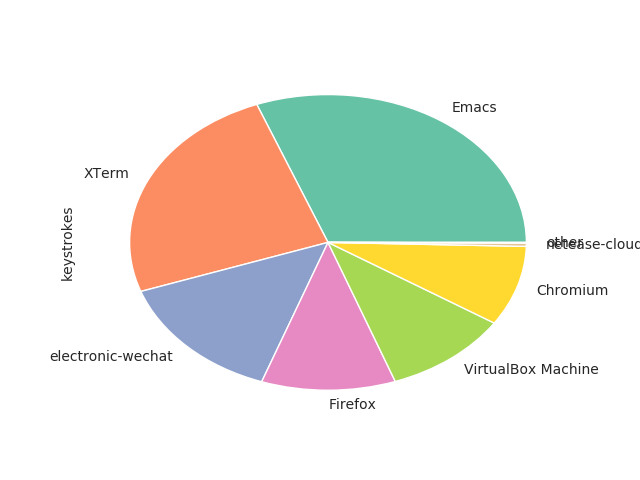 Emacs
XTerm
keystrokes
other
netease-cloud
Chromium
electronic-wechat
VirtualBox Machine
Firefox